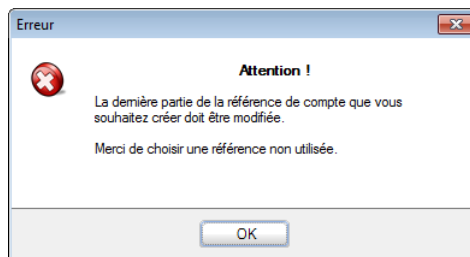 Erreur
Attention !
La dernière partie de la référence de compte que vous
souhaitez créer doit être modifiée.
Merci de choisir une référence non utilisée.
OK